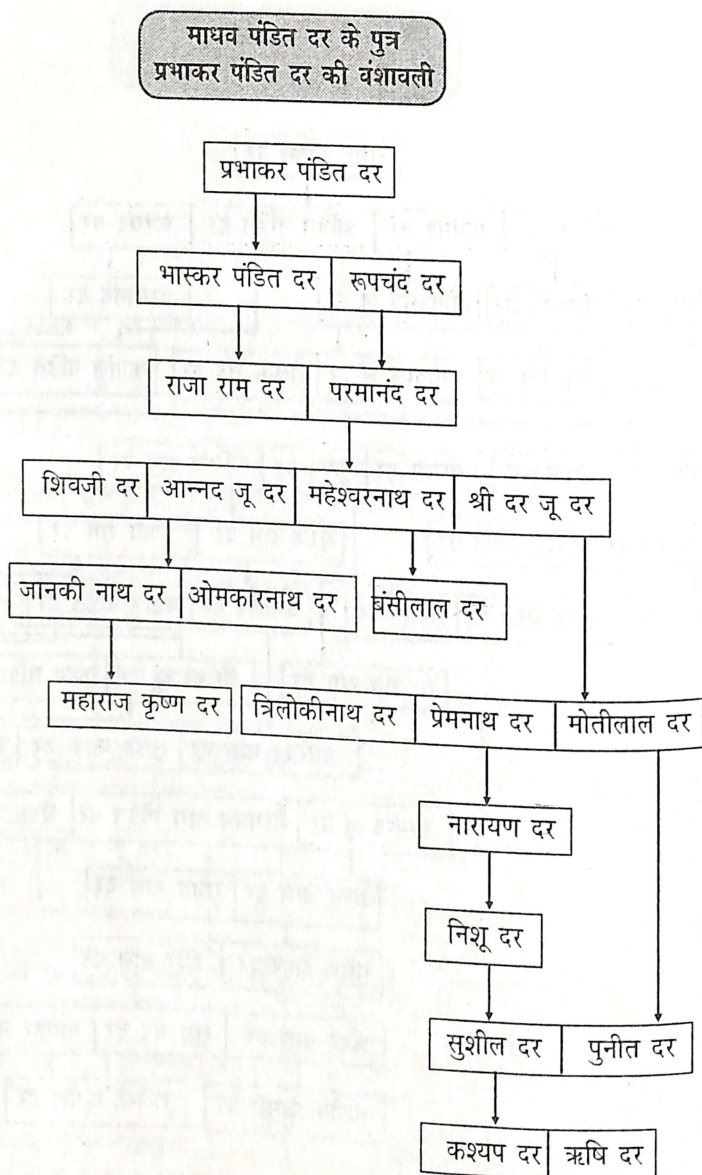 माधव पंडित दर के पुत्र
प्रभाकर पंडित दर की वंशावली
प्रभाकर पंडित दर
भास्कर पंडित दर रूपचंद दर
राजा राम दर परमानंद दर
शिवजी दर आन्नद जू दर महेश्वरनाथ दर श्री दर जू दर
जानकी नाथ दर ओमकारनाथ दर बंसीलाल दर
महाराज कृष्ण दर त्रिलोकीनाथ दर प्रेमनाथ दर मोतीलाल दर
नारायण दर
निशू दर
सुशील दर पुनीत दर
कश्यप दर ऋषि दर